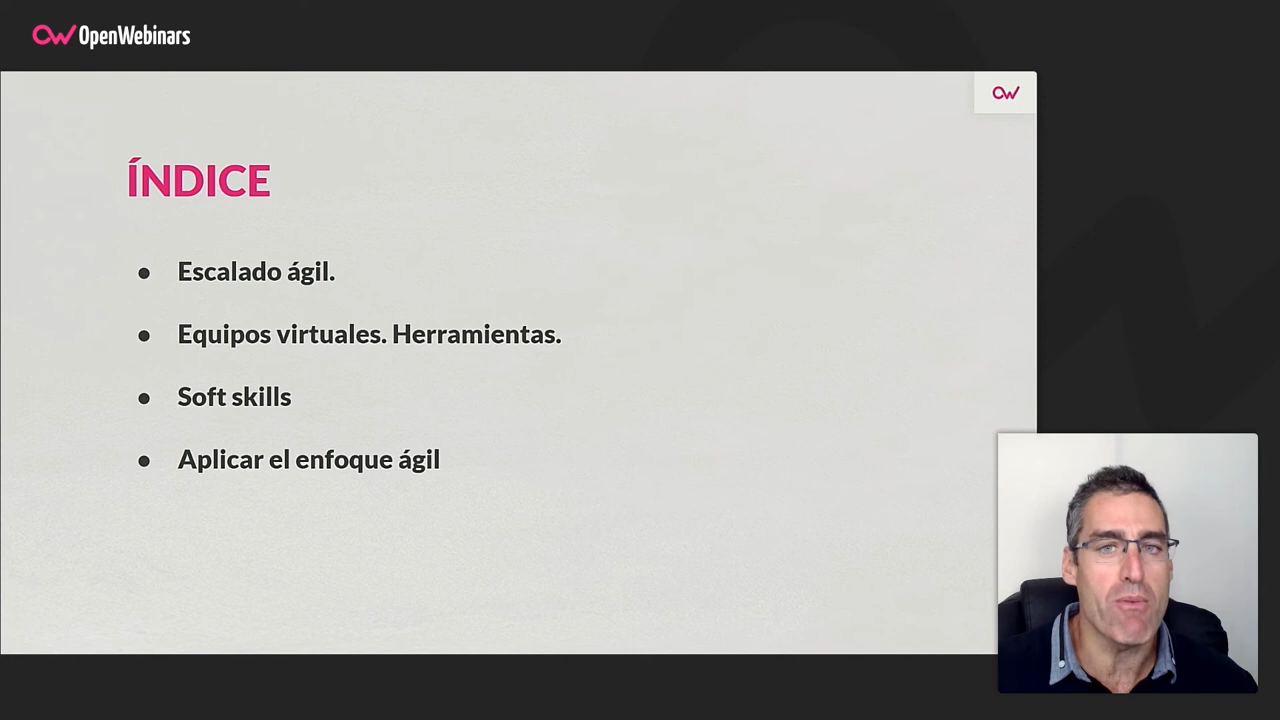 OpenWebinars
ÍNDICE
● Escalado ágil.
● Equipos virtuales. Herramientas.
● Soft skills
● Aplicar el enfoque ágil